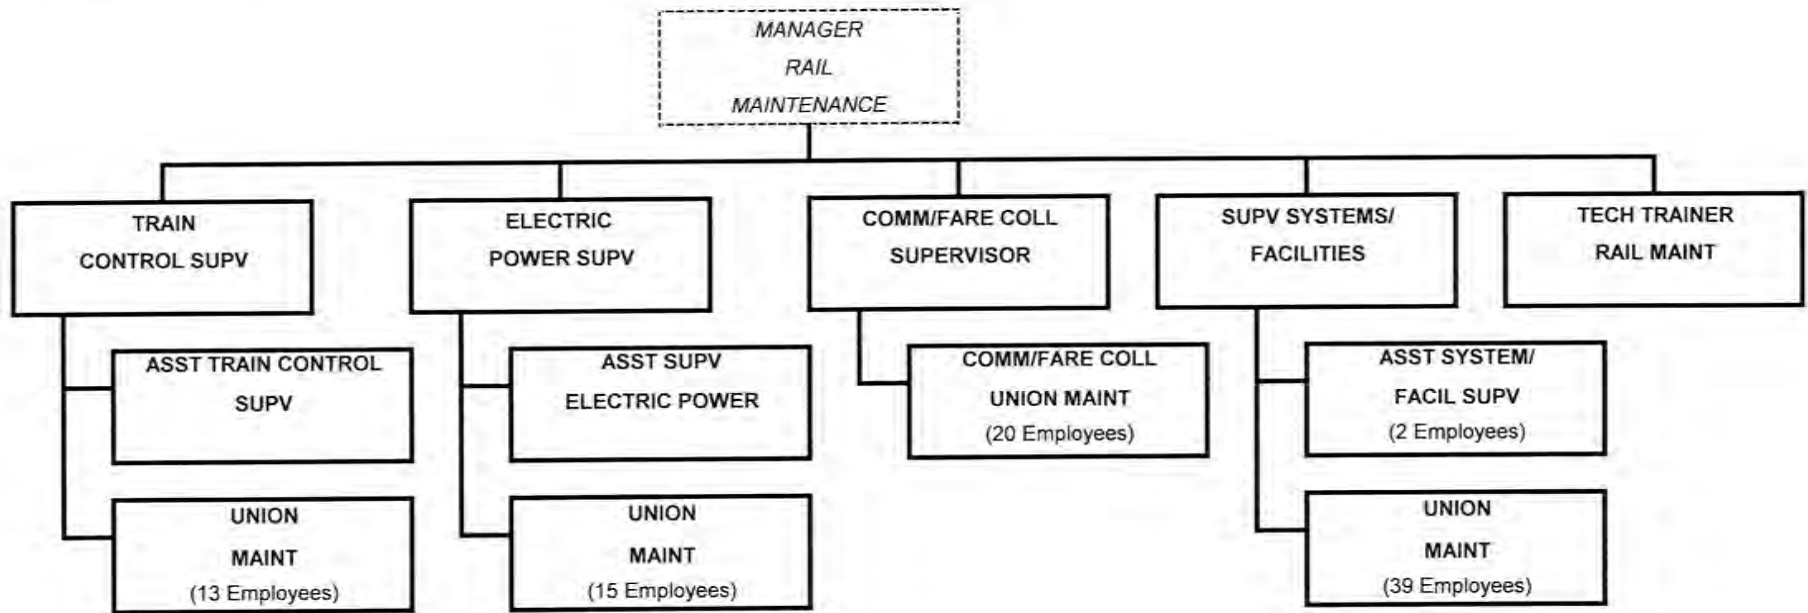 MANAGER
RAIL
MAINTENANCE
TRAIN
CONTROL SUPV
ELECTRIC
POWER SUPV
COMM/FARE COLL
SUPERVISOR
SUPV SYSTEMS/
FACILITIES
TECH TRAINER
RAIL MAINT
ASST TRAIN CONTROL
SUPV
ASST SUPV
ELECTRIC POWER
COMM/FARE COLL
UNION MAINT
(20 Employees)
ASST SYSTEM/
FACIL SUPV
(2 Employees)
UNION
MAINT
(13 Employees)
UNION
MAINT
(15 Employees)
UNION
MAINT
(39 Employees)